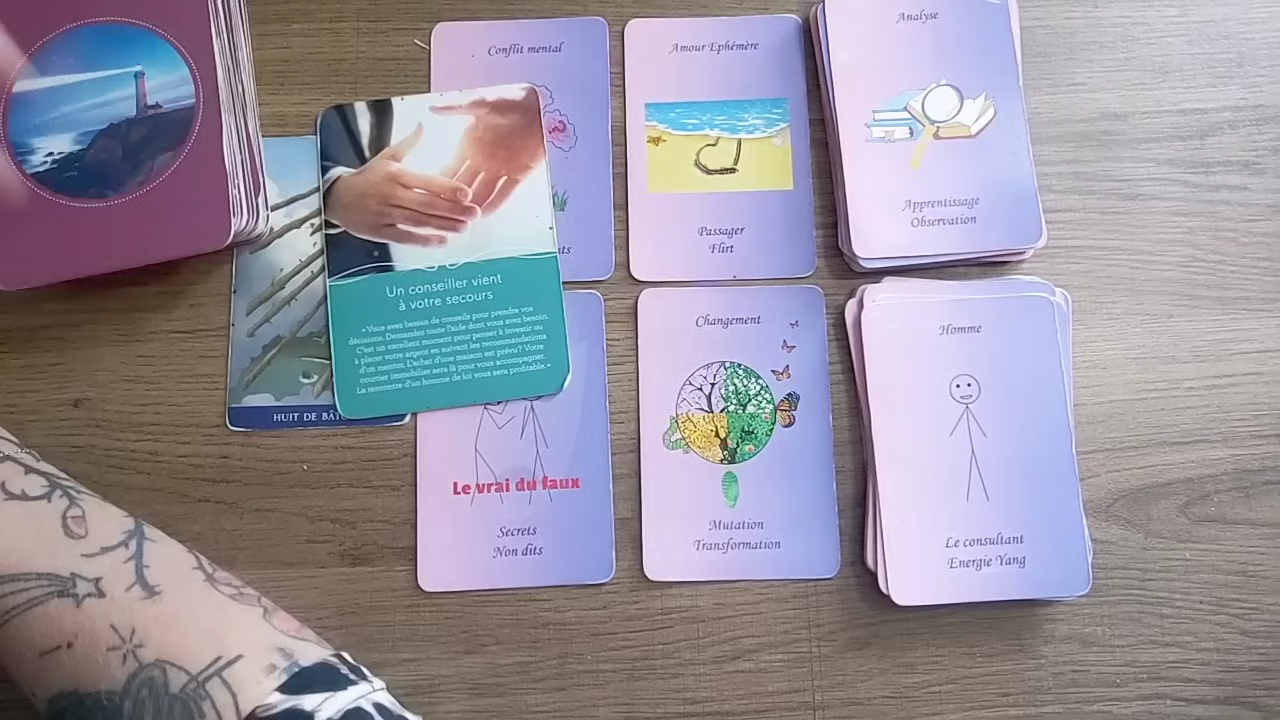 Conflit mental
Amour Ephémère
Passager
Flirt
Analyse
Apprentissage
Observation
Un conseiller vient
à votre secours
« Vous avez besoin de conseils pour prendre vos
décisions. Demandez toute l'aide dont vous avez besoin.
C'est un excellent moment pour penser à investir ou
à placer votre argent en suivant les recommandations
d'un mentor. L'achat d'une maison est prévu ? Votre
courtier immobilier sera là pour vous accompagner.
La rencontre d'un homme de loi vous sera profitable. »
HUIT DE
Le vrai du faux
Secrets
Non dits
Changement
Mutation
Transformation
Homme
Le consultant
Energie Yang